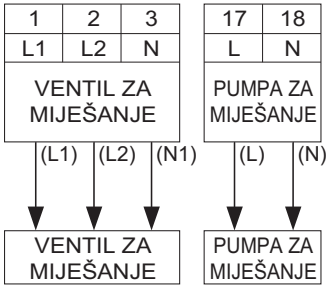 1 2 3 17 18
L1 L2 N L N
VENTIL ZA
MIJEŠANJE
PUMPA ZA
MIJEŠANJE
(L1) (L2) (N1) (L) (N)
VENTIL ZA
MIJEŠANJE
PUMPA ZA
MIJEŠANJE